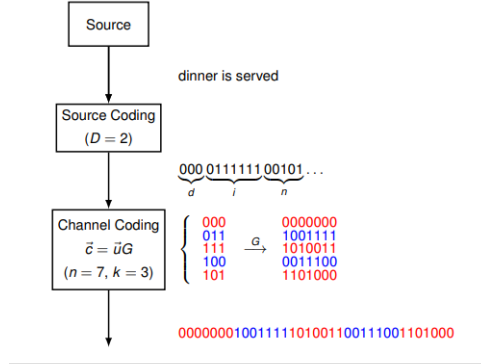 Source
dinner is served
Source Coding
(D = 2)
000 0111111 00101 ...
d i n
Channel Coding
c⃗ = u⃗G
(n = 7, k = 3)
000 0000000
011 1001111
111 G 1010011
100 0011100
101 1101000
00000001001111101001100111001101000